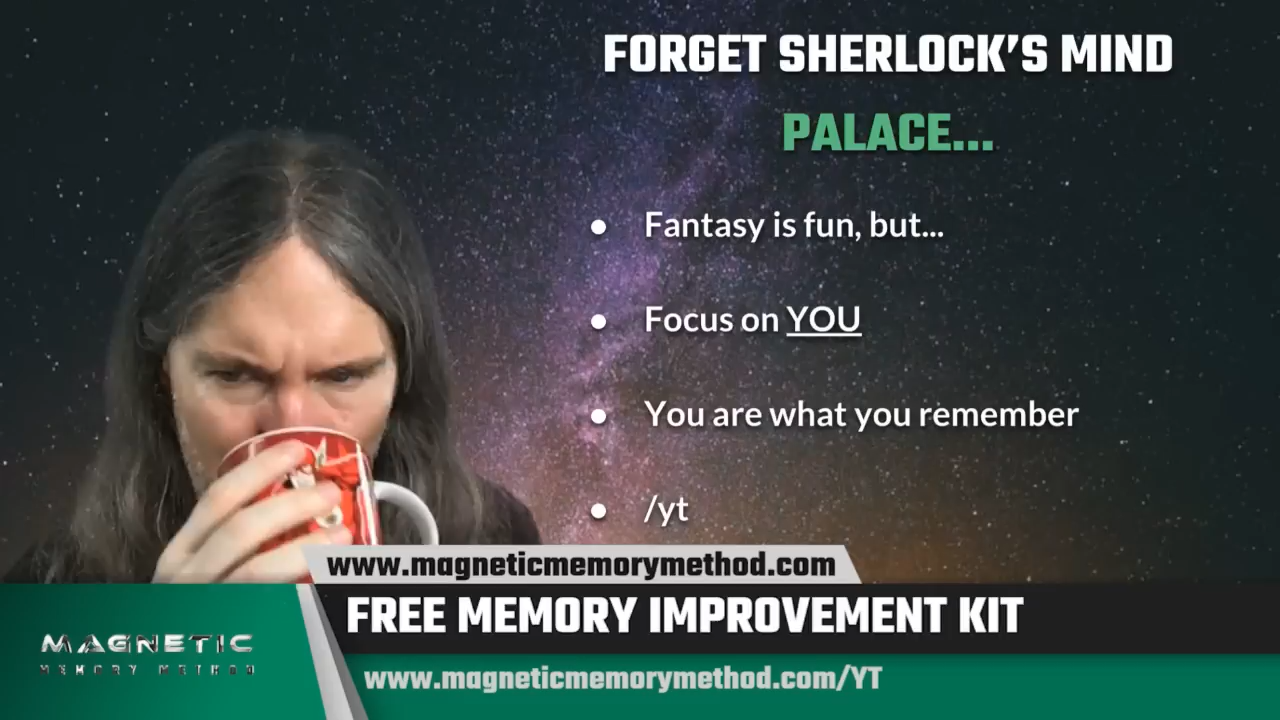 FORGET SHERLOCK'S MIND
PALACE...
Fantasy is fun, but...
Focus on YOU
You are what you remember
/yt
www.magneticmemorymethod.com
FREE MEMORY IMPROVEMENT KIT
MAGNETIC
MEMORY METHOD
www.magneticmemorymethod.com/YT